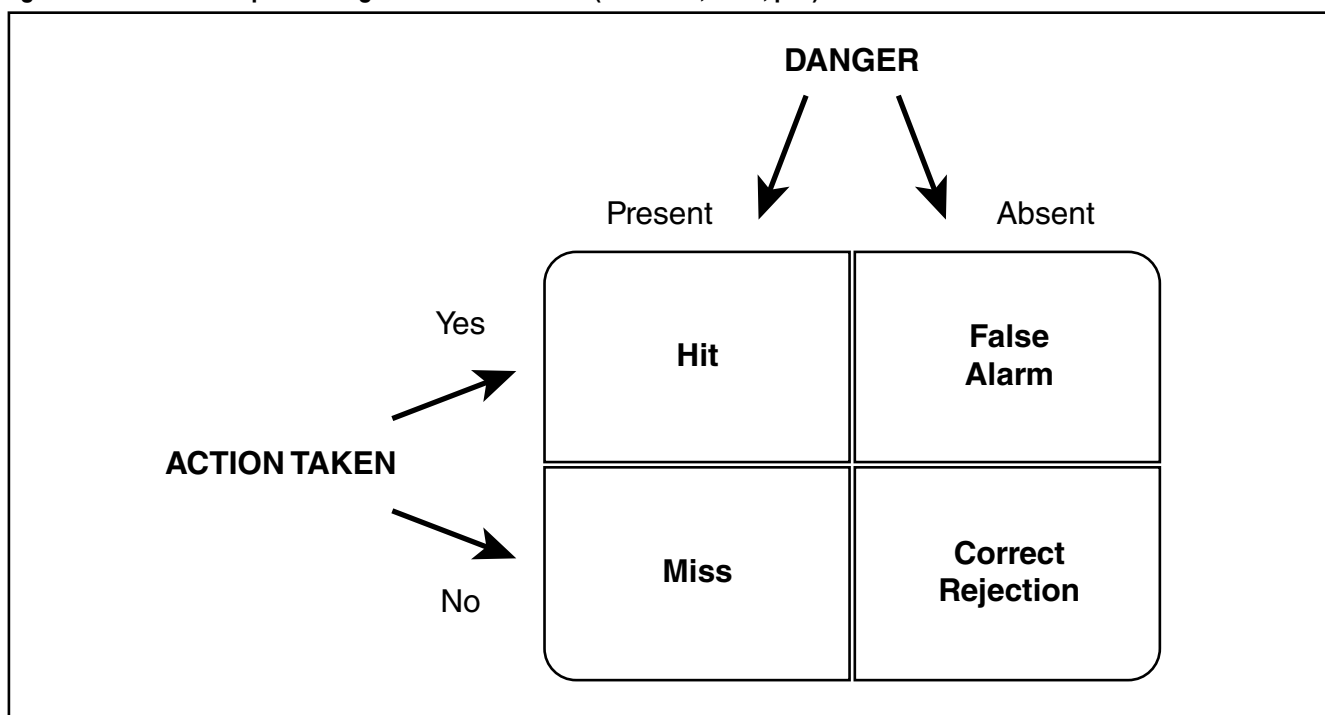 DANGER
Present
Absent
Yes
Hit
False
Alarm
ACTION TAKEN
Miss
Correct
Rejection
No